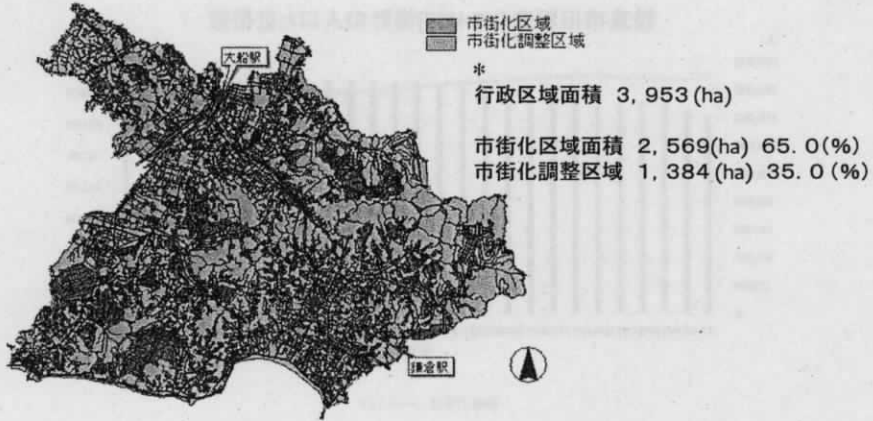 市街化区域
市街化調整区域
大船駅
*
行政区域面積 3, 953 (ha)
市街化区域面積 2, 569(ha) 65. 0(%)
市街化調整区域 1, 384 (ha) 35. 0 (%)
鎌倉駅